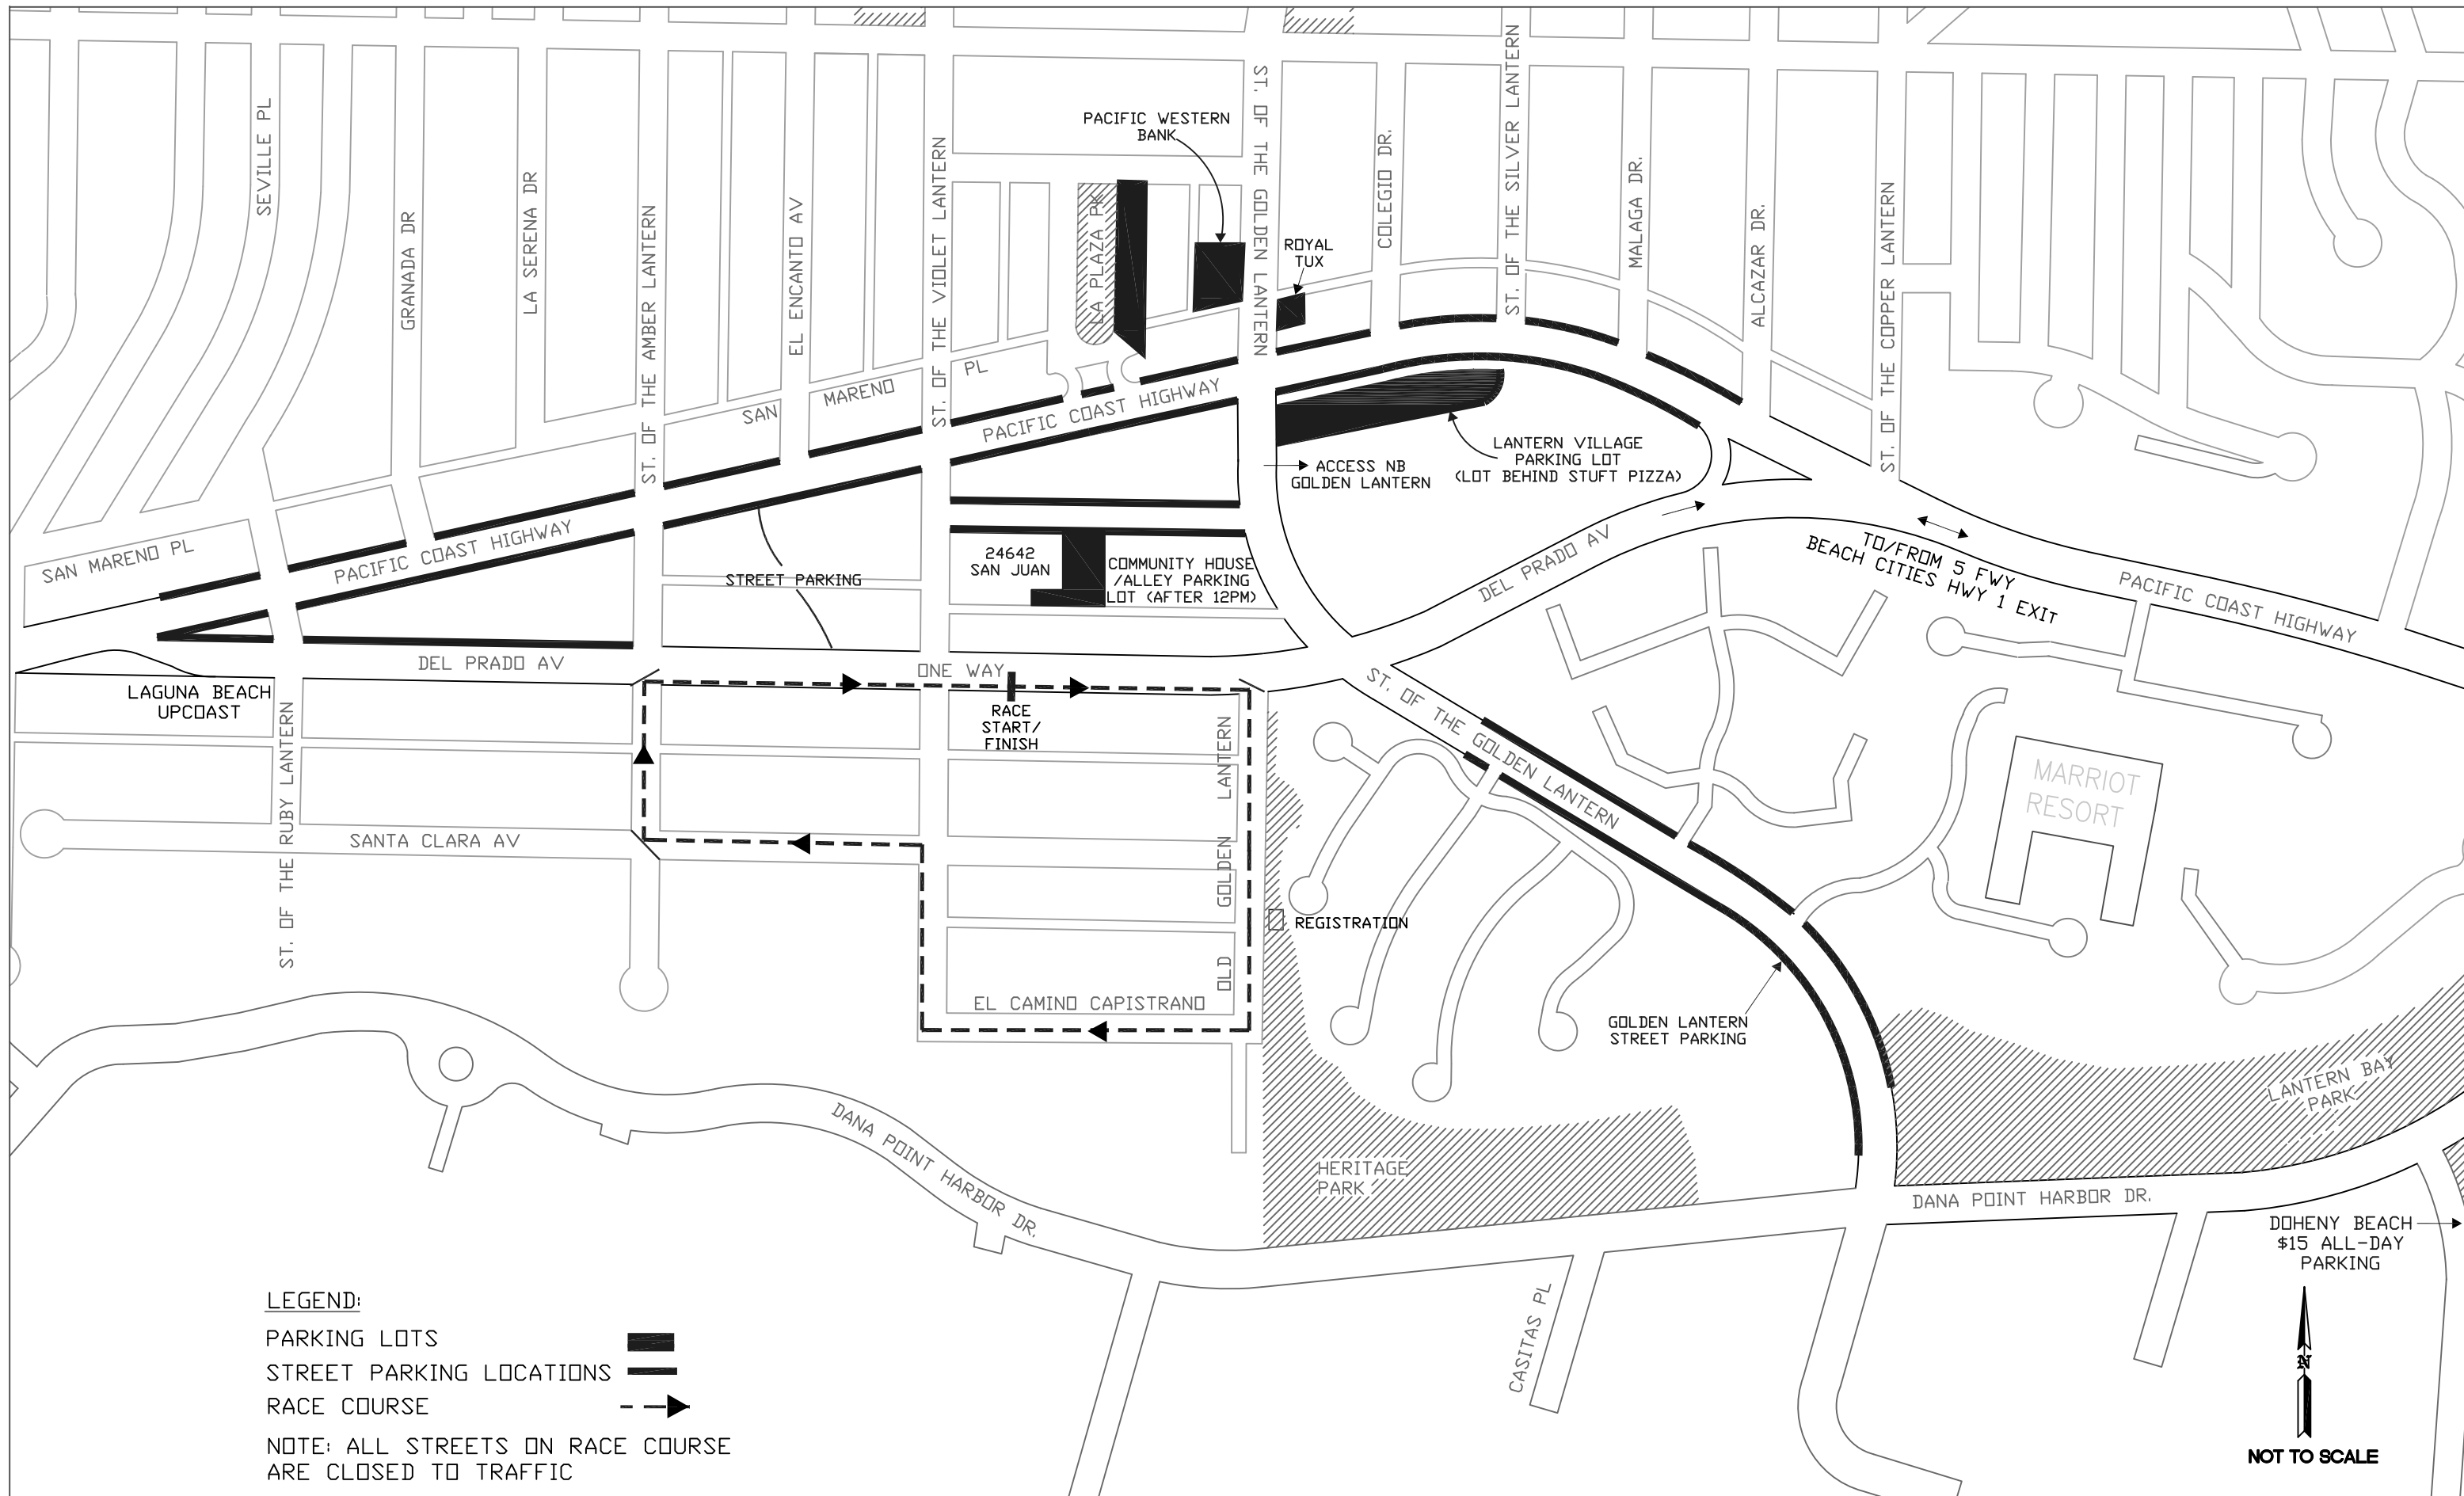 SEVILLE PL
GRANADA DR
LA SERENA DR
ST. OF THE AMBER LANTERN
EL ENCANTO AV
ST. OF THE VIOLET LANTERN
LA PLAZA PK
PACIFIC WESTERN
BANK
ST. OF THE GOLDEN LANTERN
ROYAL
TUX
COLEGIO DR.
ST. OF THE SILVER LANTERN
MALAGA DR.
ALCAZAR DR.
ST. OF THE COPPER LANTERN
SAN MARENO PL
SAN MARENO PL
PACIFIC COAST HIGHWAY
PACIFIC COAST HIGHWAY
LANTERN VILLAGE
PARKING LOT
(LOT BEHIND STUFT PIZZA)
ACCESS NB
GOLDEN LANTERN
24642
SAN JUAN
COMMUNITY HOUSE
/ALLEY PARKING
LOT (AFTER 12PM)
STREET PARKING
DEL PRADO AV
TO/FROM 5 FWY
BEACH CITIES HWY 1 EXIT
PACIFIC COAST HIGHWAY
DEL PRADO AV
ONE WAY
LAGUNA BEACH
UPCOAST
RACE
START/
FINISH
ST. OF THE GOLDEN LANTERN
ST. OF THE RUBY LANTERN
OLD GOLDEN LANTERN
MARRIOT
RESORT
SANTA CLARA AV
REGISTRATION
EL CAMINO CAPISTRANO
GOLDEN LANTERN
STREET PARKING
LANTERN BAY
PARK
DANA POINT HARBOR DR.
HERITAGE
PARK
DANA POINT HARBOR DR.
DOHENY BEACH
$15 ALL-DAY
PARKING
CASITAS PL
LEGEND:
PARKING LOTS
STREET PARKING LOCATIONS
RACE COURSE
NOTE: ALL STREETS ON RACE COURSE
ARE CLOSED TO TRAFFIC
N
NOT TO SCALE